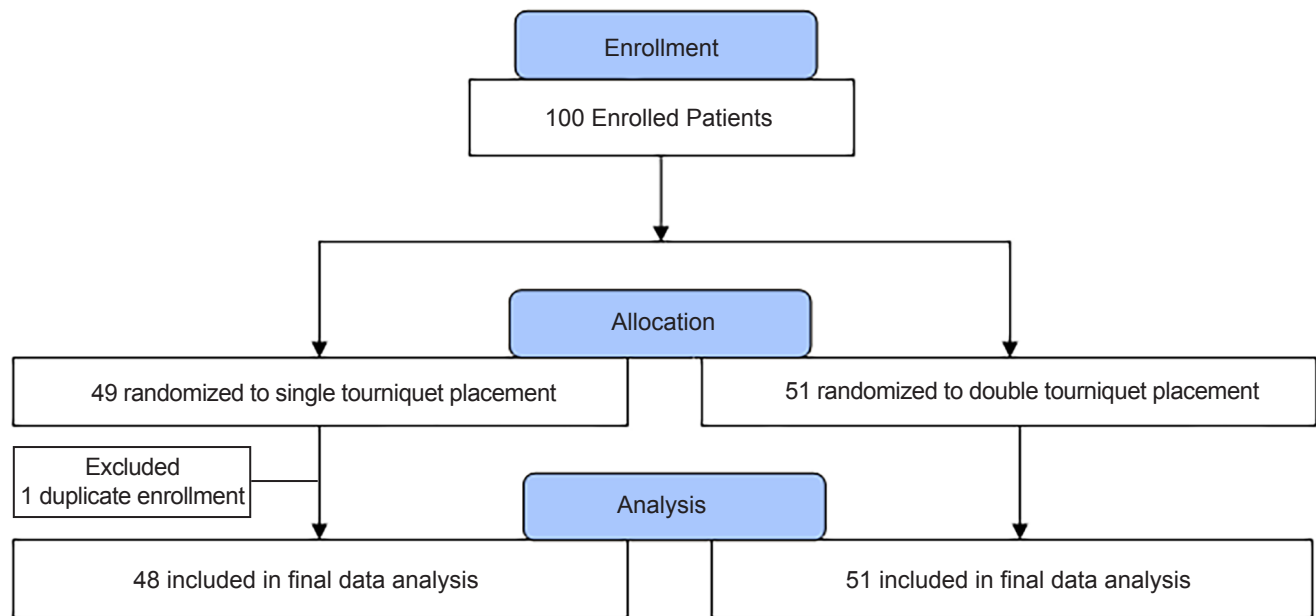 Enrollment
100 Enrolled Patients
Allocation
49 randomized to single tourniquet placement
51 randomized to double tourniquet placement
Excluded
1 duplicate enrollment
Analysis
48 included in final data analysis
51 included in final data analysis